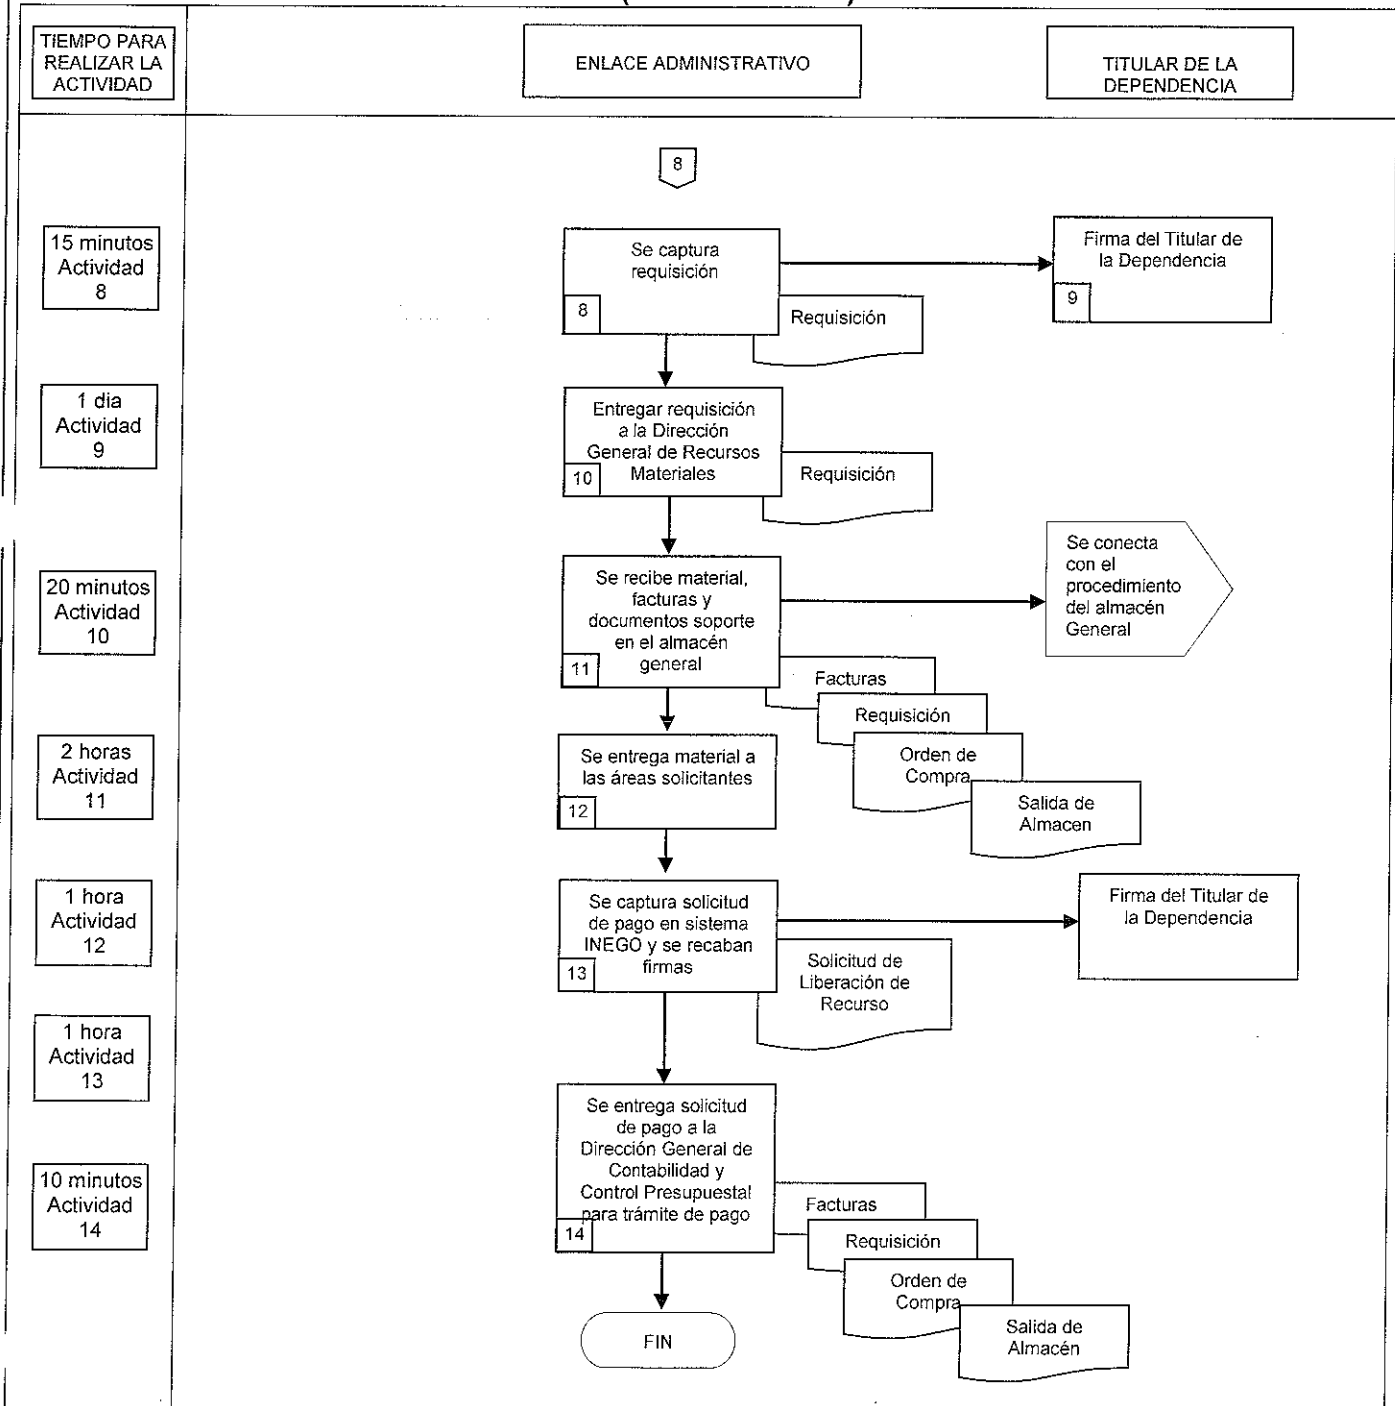 TIEMPO PARA
REALIZAR LA
ACTIVIDAD
ENLACE ADMINISTRATIVO
TITULAR DE LA
DEPENDENCIA
8
15 minutos
Actividad
8
Se captura
requisición
8
Requisición
Firma del Titular de
la Dependencia
9
1 dia
Actividad
9
Entregar requisición
a la Dirección
General de Recursos
Materiales
10
Requisición
20 minutos
Actividad
10
Se recibe material,
facturas y
documentos soporte
en el almacén
general
11
Se conecta
con el
procedimiento
del almacén
General
Facturas
Requisición
Orden de
Compra
Salida de
Almacen
2 horas
Actividad
11
Se entrega material a
las áreas solicitantes
12
1 hora
Actividad
12
Se captura solicitud
de pago en sistema
INEGO y se recaban
firmas
13
Solicitud de
Liberación de
Recurso
Firma del Titular de
la Dependencia
1 hora
Actividad
13
Se entrega solicitud
de pago a la
Dirección General de
Contabilidad y
Control Presupuestal
para trámite de pago
14
10 minutos
Actividad
14
Facturas
Requisición
Orden de
Compra
Salida de
Almacén
FIN